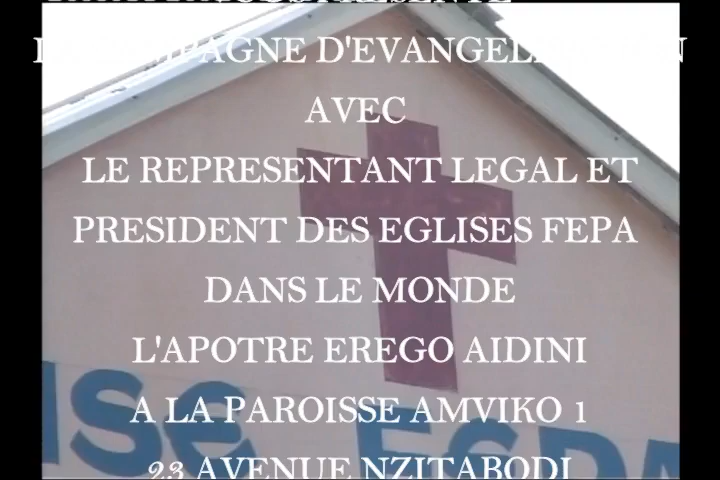 D'EVANGELISATION
AVEC
LE REPRESENTANT LEGAL ET
PRESIDENT DES EGLISES FEPA
DANS LE MONDE
L'APOTRE EREGO AIDINI
A LA PAROISSE AMVIKO 1
23 AVENUE NZITABODI